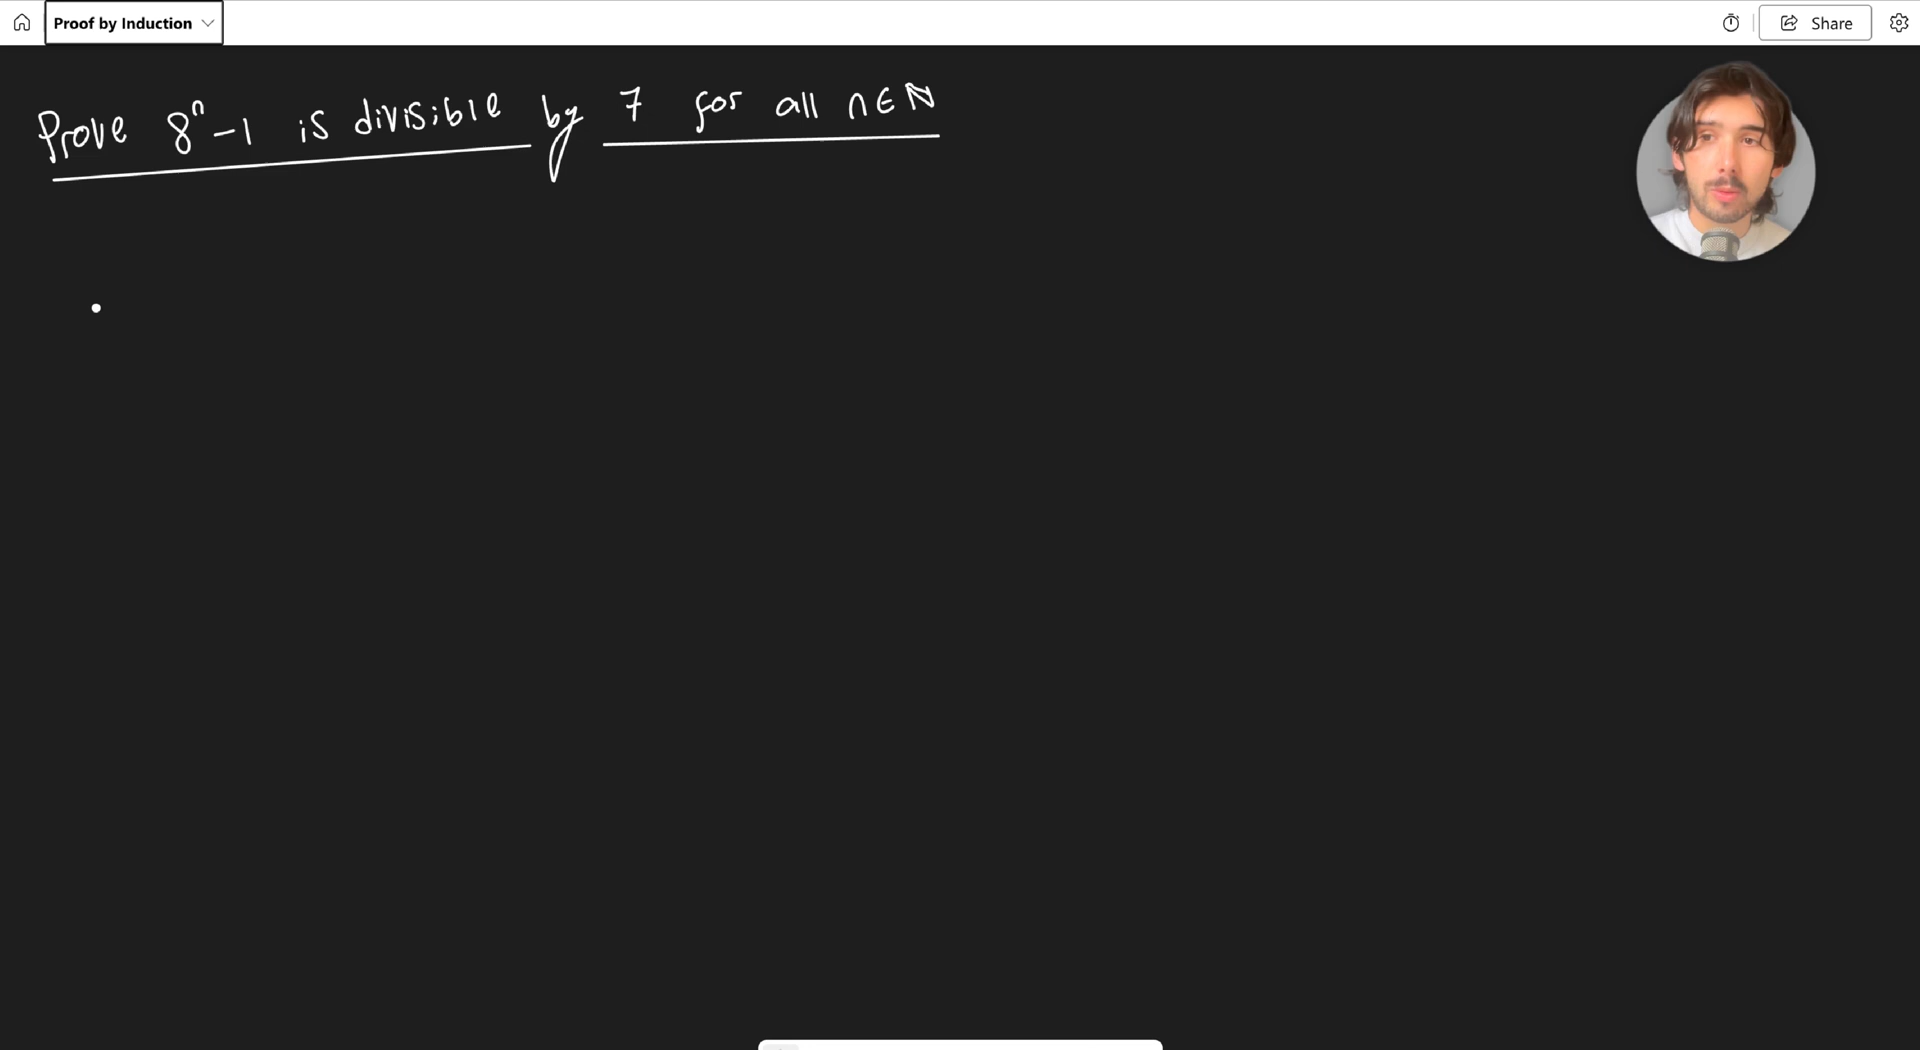 Proof by Induction
Share
Prove 8ⁿ-1 is divisible by 7 for all n∈ℕ